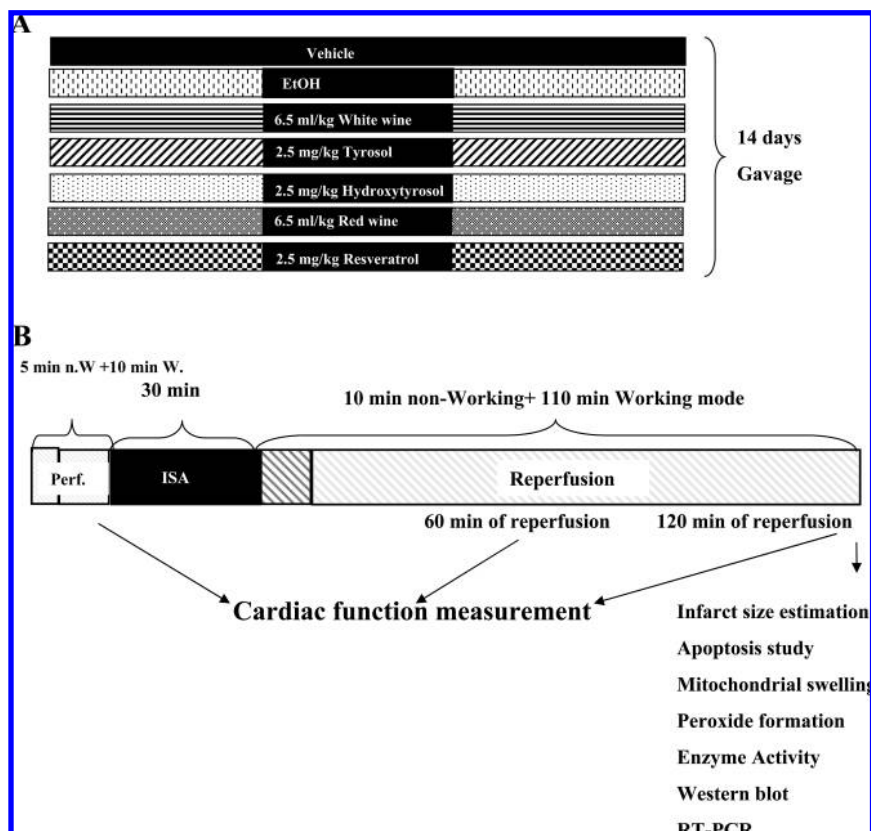 A
Vehicle
EtOH
6.5 ml/kg White wine
2.5 mg/kg Tyrosol
2.5 mg/kg Hydroxytyrosol
6.5 ml/kg Red wine
2.5 mg/kg Resveratrol
14 days
Gavage
B
5 min n.W +10 min W.
30 min
10 min non-Working+ 110 min Working mode
Perf.
ISA
Reperfusion
60 min of reperfusion
120 min of reperfusion
Cardiac function measurement
Infarct size estimation
Apoptosis study
Mitochondrial swelling
Peroxide formation
Enzyme Activity
Western blot
RT-PCR